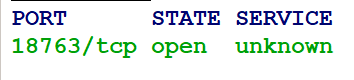 PORT      STATE SERVICE
18763/tcp open  unknown